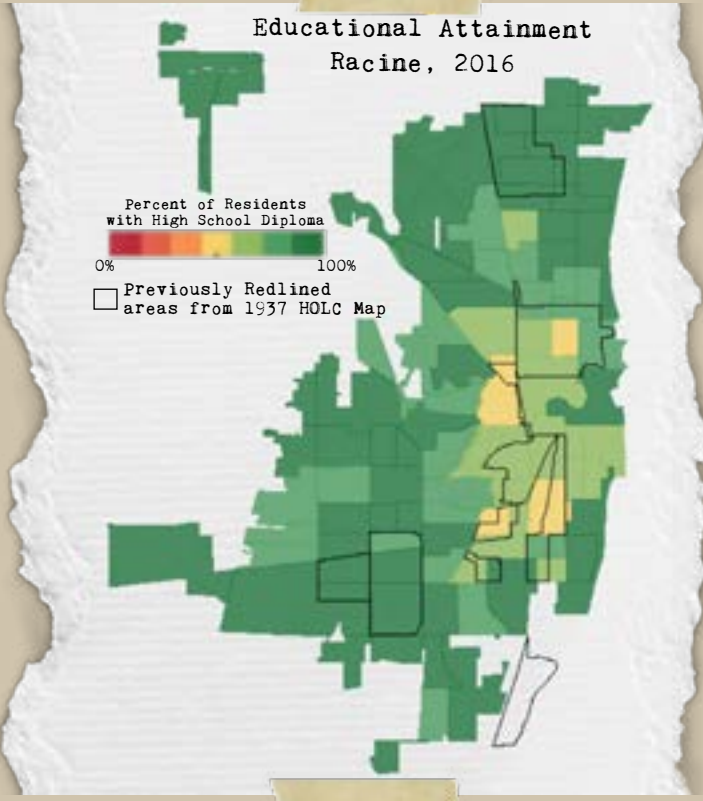 Educational Attainment
Racine, 2016
Percent of Residents
with High School Diploma
0% 100%
Previously Redlined
areas from 1937 HOLC Map